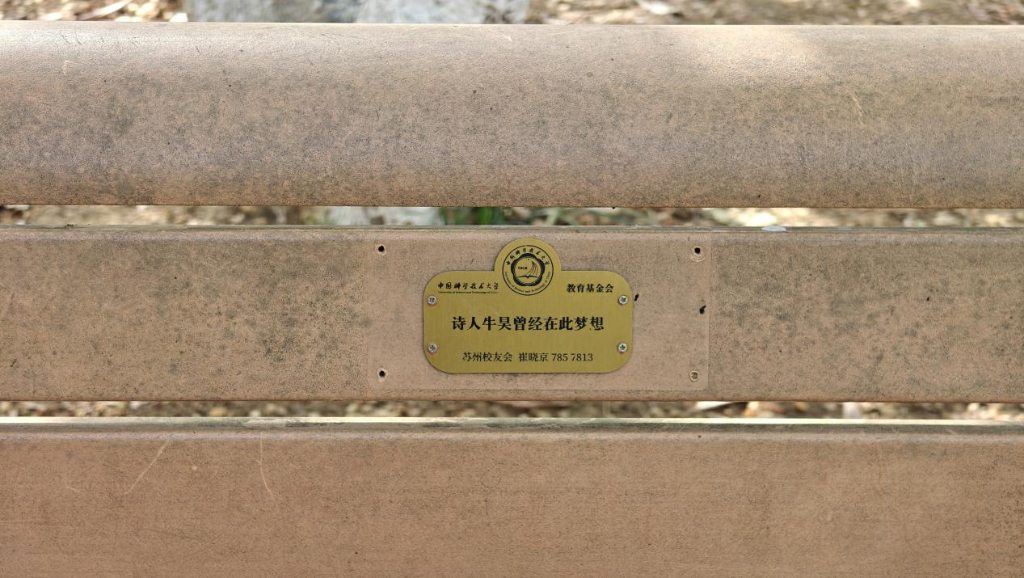 中国科学技术大学
教育基金会
诗人牛昊曾经在此梦想
苏州校友会 崔晓京 785 7813